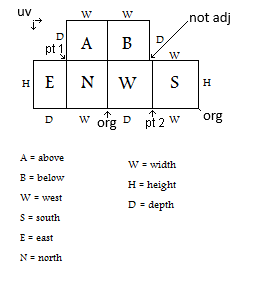 uv
W W
not adj
D
pt 1
A B
D
W
H E N W S H
D W org D pt 2 W org
A = above
B = below
W = west
S = south
E = east
N = north
W = width
H = height
D = depth